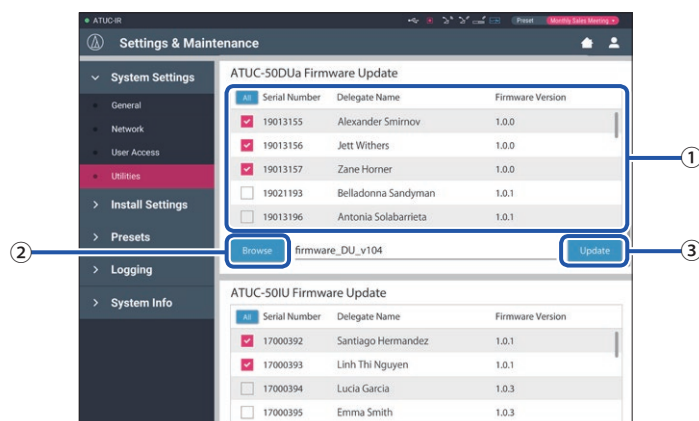 ATUC-IR
Preset
Monthly Sales Meeting
Settings & Maintenance
System Settings
General
Network
User Access
Utilities
Install Settings
Presets
Logging
System Info
ATUC-50DUa Firmware Update
All Serial Number Delegate Name Firmware Version
19013155 Alexander Smirnov 1.0.0
19013156 Jett Withers 1.0.0
19013157 Zane Horner 1.0.0
19021193 Belladonna Sandyman 1.0.1
19013196 Antonia Solabarrieta 1.0.1
①
②
Browse firmware_DU_v104 Update
③
ATUC-50IU Firmware Update
All Serial Number Delegate Name Firmware Version
17000392 Santiago Hermandez 1.0.1
17000393 Linh Thi Nguyen 1.0.1
17000394 Lucia Garcia 1.0.3
17000395 Emma Smith 1.0.3